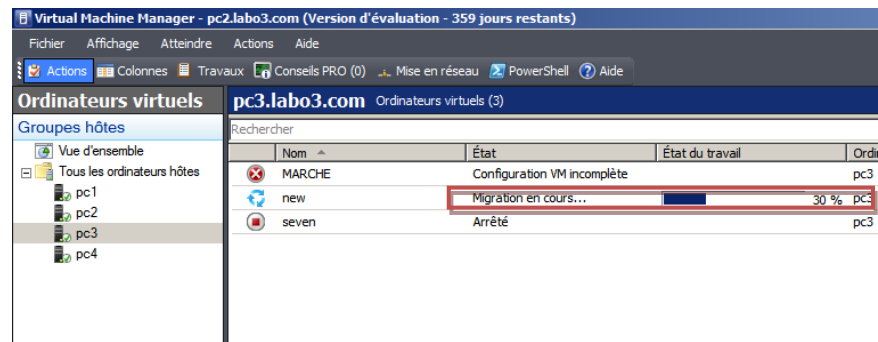 Virtual Machine Manager - pc2.labo3.com (Version d'évaluation - 359 jours restants)
Fichier Affichage Atteindre Actions Aide
Actions Colonnes Travaux Conseils PRO (0) Mise en réseau PowerShell Aide
Ordinateurs virtuels
pc3.labo3.com Ordinateurs virtuels (3)
Groupes hôtes
Rechercher
Vue d'ensemble
Tous les ordinateurs hôtes
pc1
pc2
pc3
pc4
Nom État État du travail
MARCHE Configuration VM incomplète pc3
new Migration en cours... 30 % pc3
seven Arrêté pc3